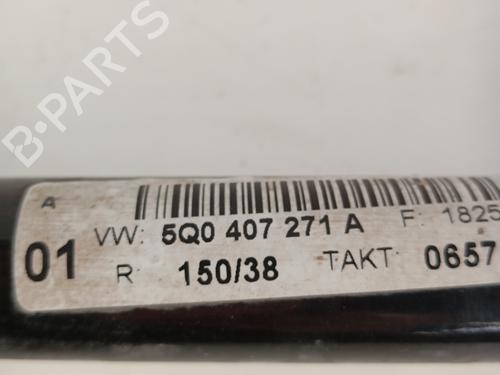 B-PARTS
A
01
VW: 5Q0 407 271 A F: 1825
R 150/38 TAKT: 0657